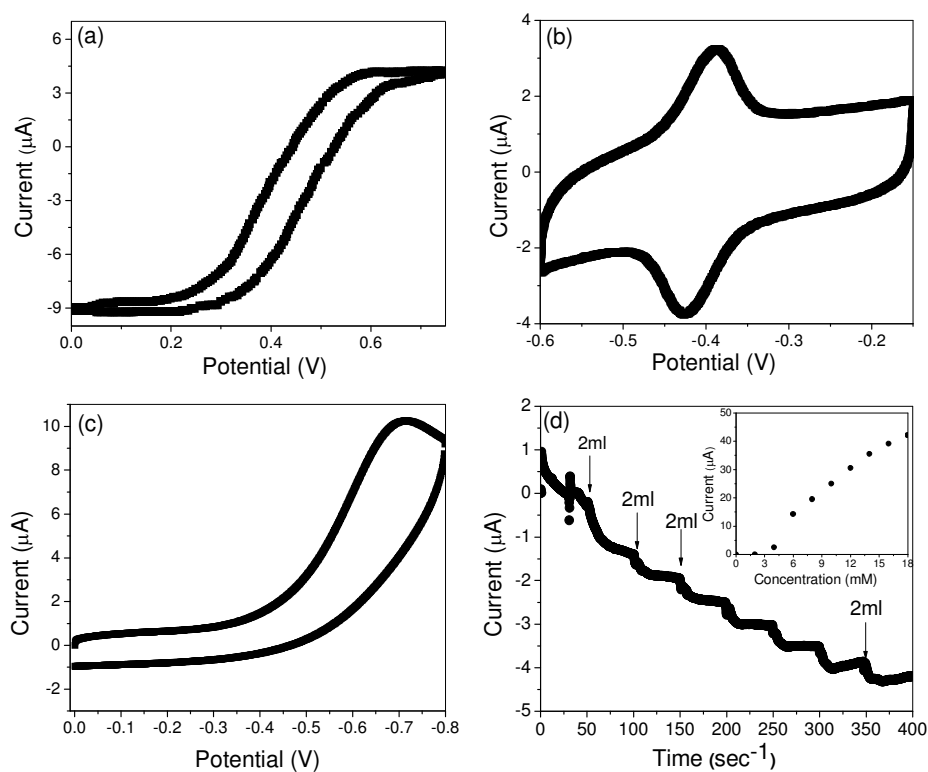 (a)
6
3
0
-3
-6
-9
0.0 0.2 0.4 0.6
Potential (V)
Current (μA)
(b)
4
2
0
-2
-4
-0.6 -0.5 -0.4 -0.3 -0.2
Potential (V)
Current (μA)
(c)
10
8
6
4
2
0
-2
0.0 -0.1 -0.2 -0.3 -0.4 -0.5 -0.6 -0.7 -0.8
Potential (V)
Current (μA)
(d)
2
1
0
-1
-2
-3
-4
-5
2ml
2ml
2ml
2ml
0 50 100 150 200 250 300 350 400
Time (sec-1)
Current (μA)
50
40
30
20
10
0
0 3 6 9 12 15 18
Concentration (mM)
Current (μA)